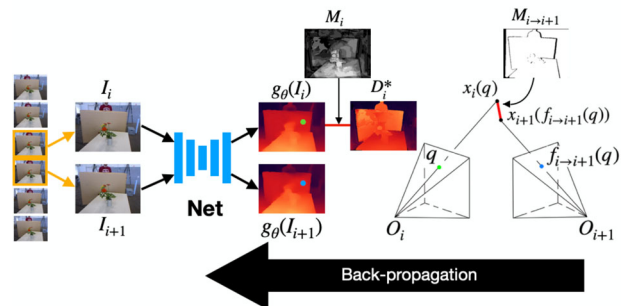 M_i
M_{i→i+1}
I_i
g_θ(I_i)
D_i^*
x_i(q)
x_{i+1}(f_{i→i+1}(q))
q
f_{i→i+1}(q)
Net
I_{i+1}
g_θ(I_{i+1})
O_i
O_{i+1}
Back-propagation